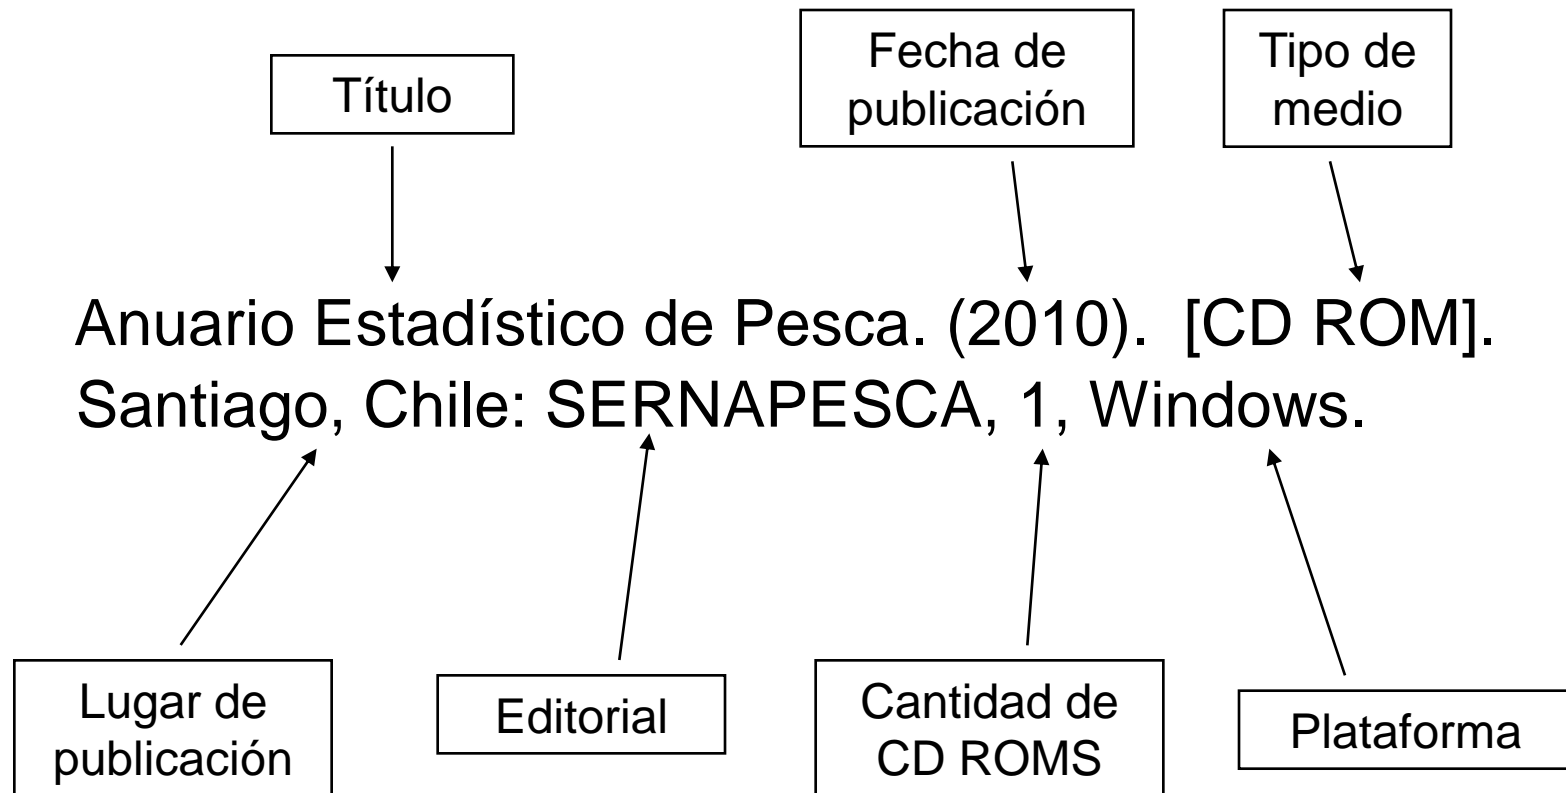 Título
Fecha de
publicación
Tipo de
medio
Anuario Estadístico de Pesca. (2010).  [CD ROM].
Santiago, Chile: SERNAPESCA, 1, Windows.
Lugar de
publicación
Editorial
Cantidad de
CD ROMS
Plataforma